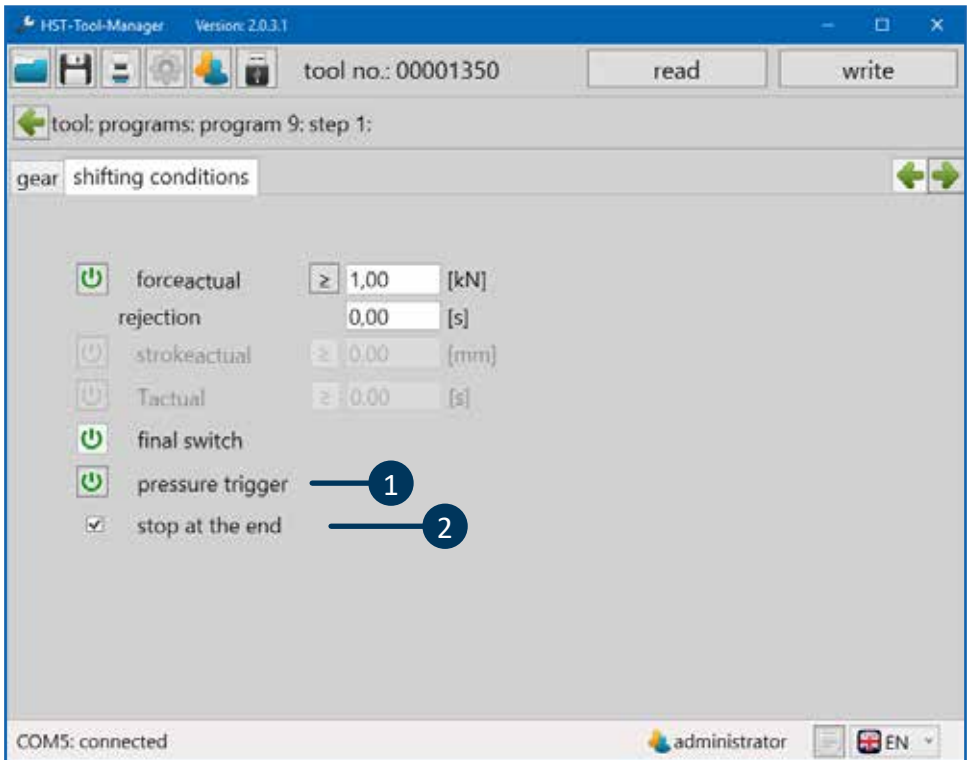 HST-Tool-Manager Version: 2.0.3.1
tool no.: 00001350 read write
tool: programs: program 9: step 1:
gear shifting conditions
forceactual ≥ 1,00 [kN]
rejection 0,00 [s]
strokeactual ≥ 0,00 [mm]
Tactual ≥ 0,00 [s]
final switch
pressure trigger 1
stop at the end 2
COM5: connected administrator EN